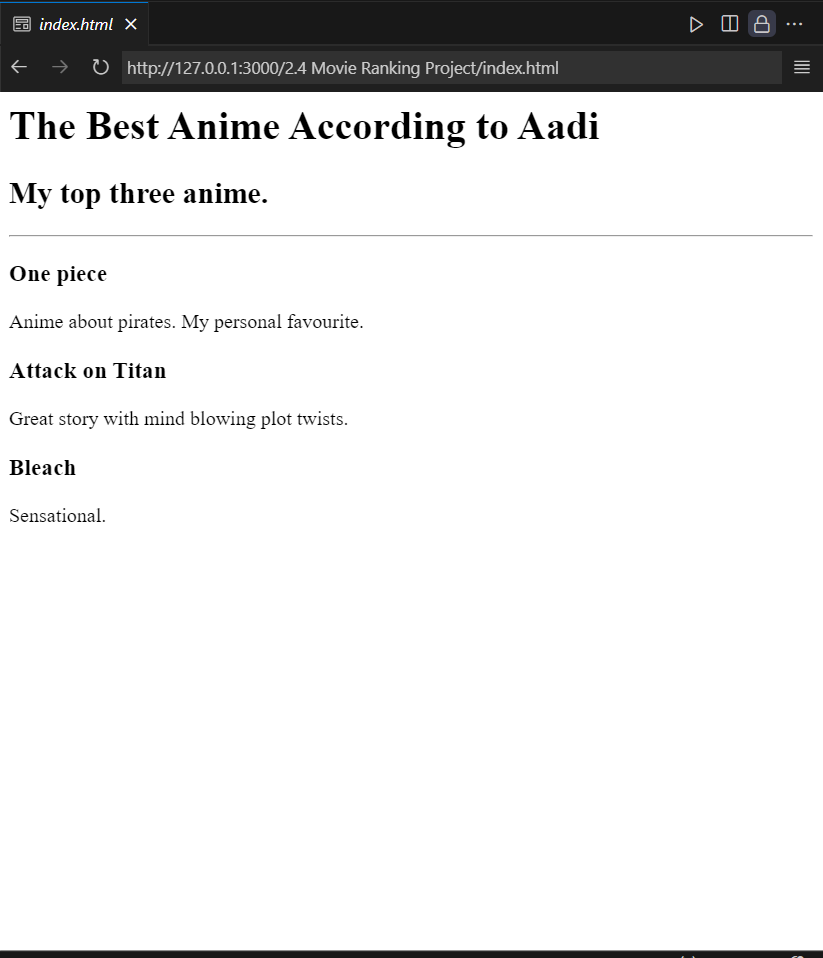 index.html
http://127.0.0.1:3000/2.4 Movie Ranking Project/index.html
The Best Anime According to Aadi
My top three anime.
One piece
Anime about pirates. My personal favourite.
Attack on Titan
Great story with mind blowing plot twists.
Bleach
Sensational.